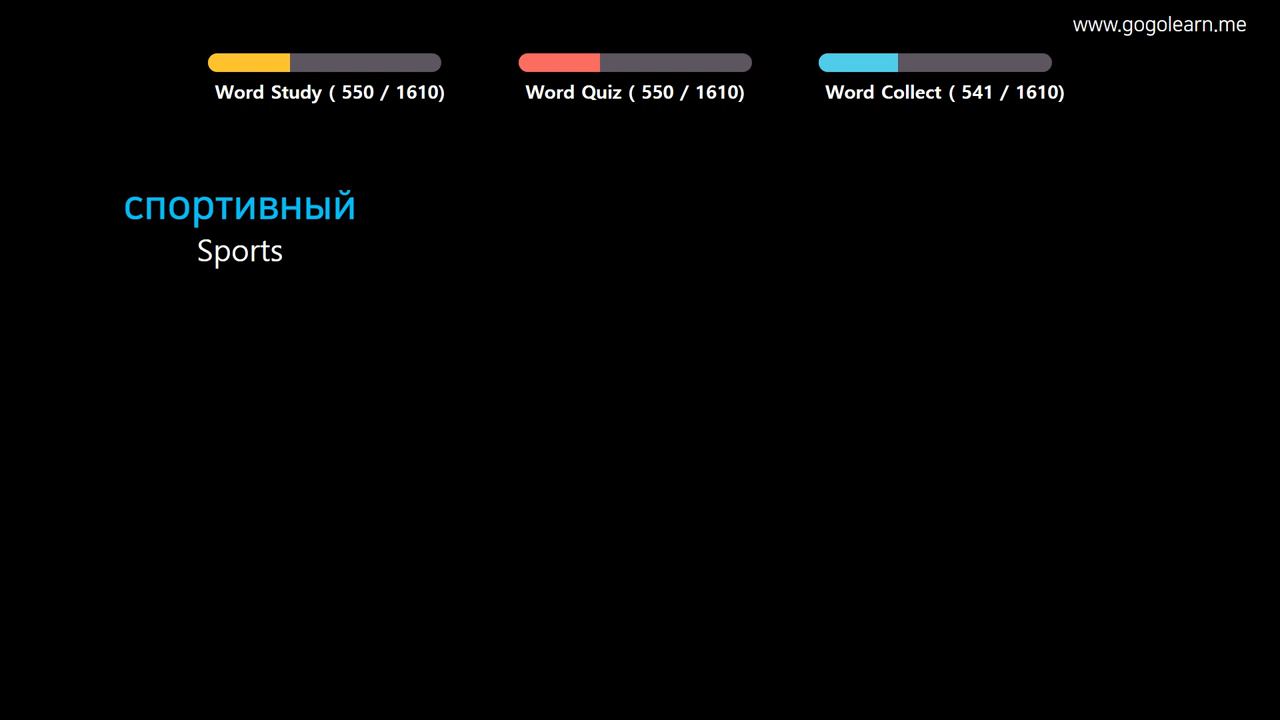 www.gogolearn.me
Word Study ( 550 / 1610)
Word Quiz ( 550 / 1610)
Word Collect ( 541 / 1610)
спортивный
Sports